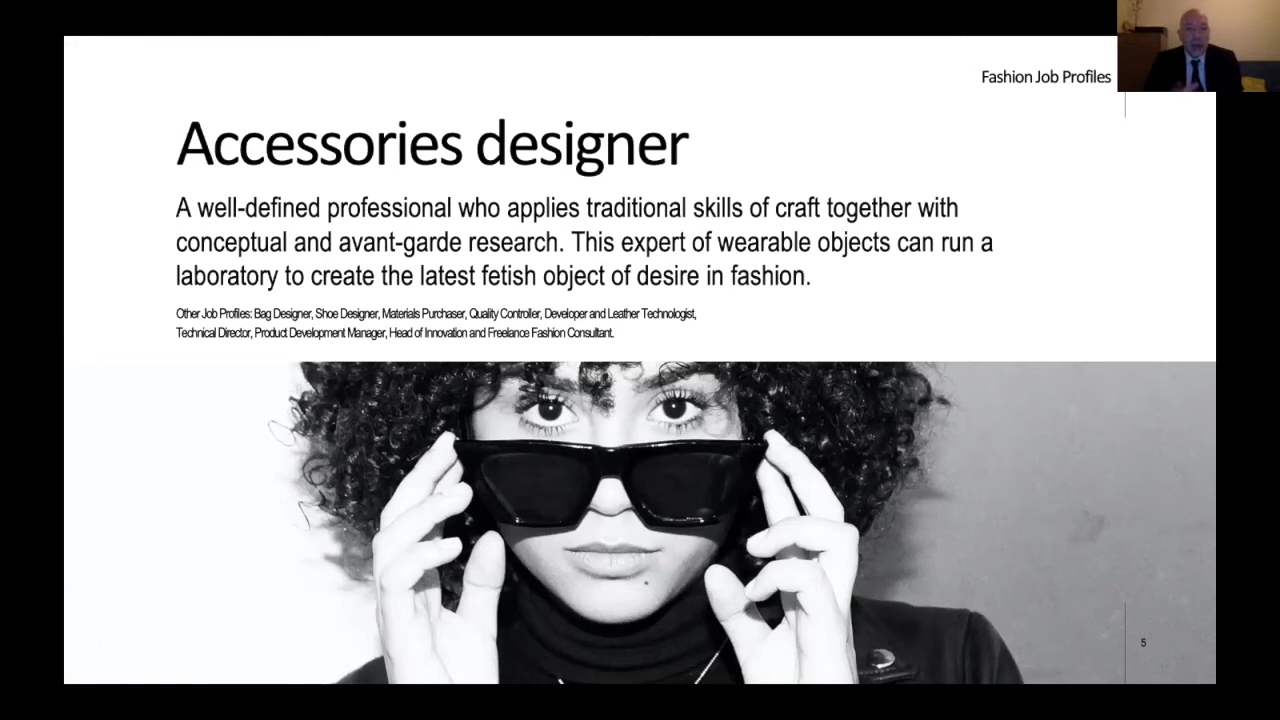 Fashion Job Profiles
Accessories designer
A well-defined professional who applies traditional skills of craft together with
conceptual and avant-garde research. This expert of wearable objects can run a
laboratory to create the latest fetish object of desire in fashion.
Other Job Profiles: Bag Designer, Shoe Designer, Materials Purchaser, Quality Controller, Developer and Leather Technologist,
Technical Director, Product Development Manager, Head of Innovation and Freelance Fashion Consultant.
5